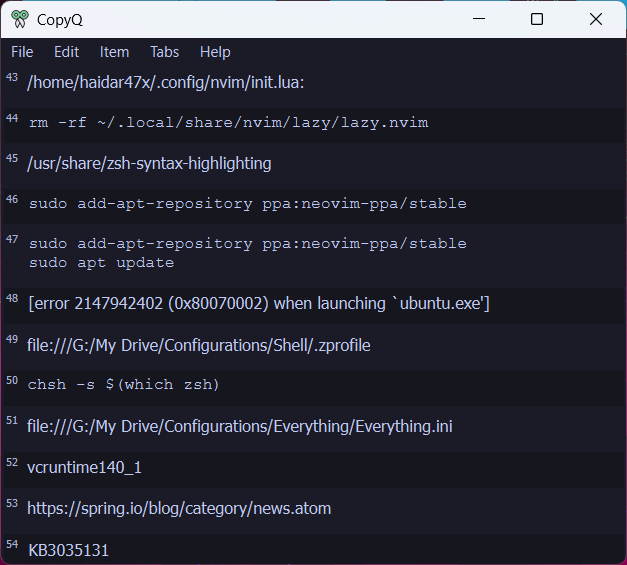 CopyQ
File Edit Item Tabs Help
43 /home/haidar47x/.config/nvim/init.lua:
44 rm -rf ~/.local/share/nvim/lazy/lazy.nvim
45 /usr/share/zsh-syntax-highlighting
46 sudo add-apt-repository ppa:neovim-ppa/stable
47 sudo add-apt-repository ppa:neovim-ppa/stable
sudo apt update
48 [error 2147942402 (0x80070002) when launching `ubuntu.exe']
49 file:///G:/My Drive/Configurations/Shell/.zprofile
50 chsh -s $(which zsh)
51 file:///G:/My Drive/Configurations/Everything/Everything.ini
52 vcruntime140_1
53 https://spring.io/blog/category/news.atom
54 KB3035131